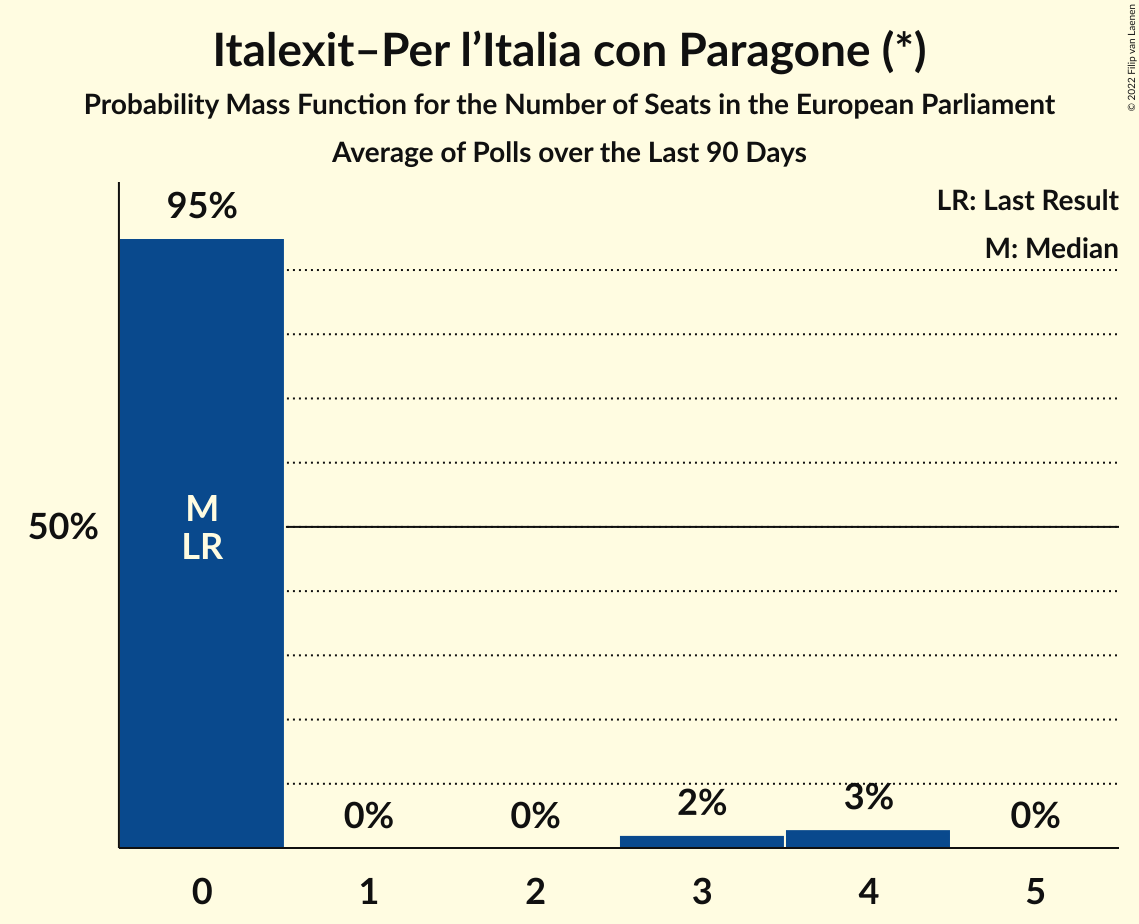 Italexit–Per l’Italia con Paragone (*)
Probability Mass Function for the Number of Seats in the European Parliament
Average of Polls over the Last 90 Days
© 2022 Filip van Laenen
LR: Last Result
M: Median
95%
50%
M
LR
0%
0%
2%
3%
0%
0
1
2
3
4
5